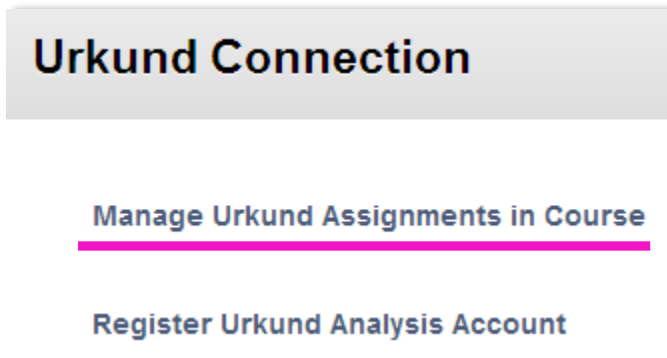 Urkund Connection
Manage Urkund Assignments in Course
Register Urkund Analysis Account